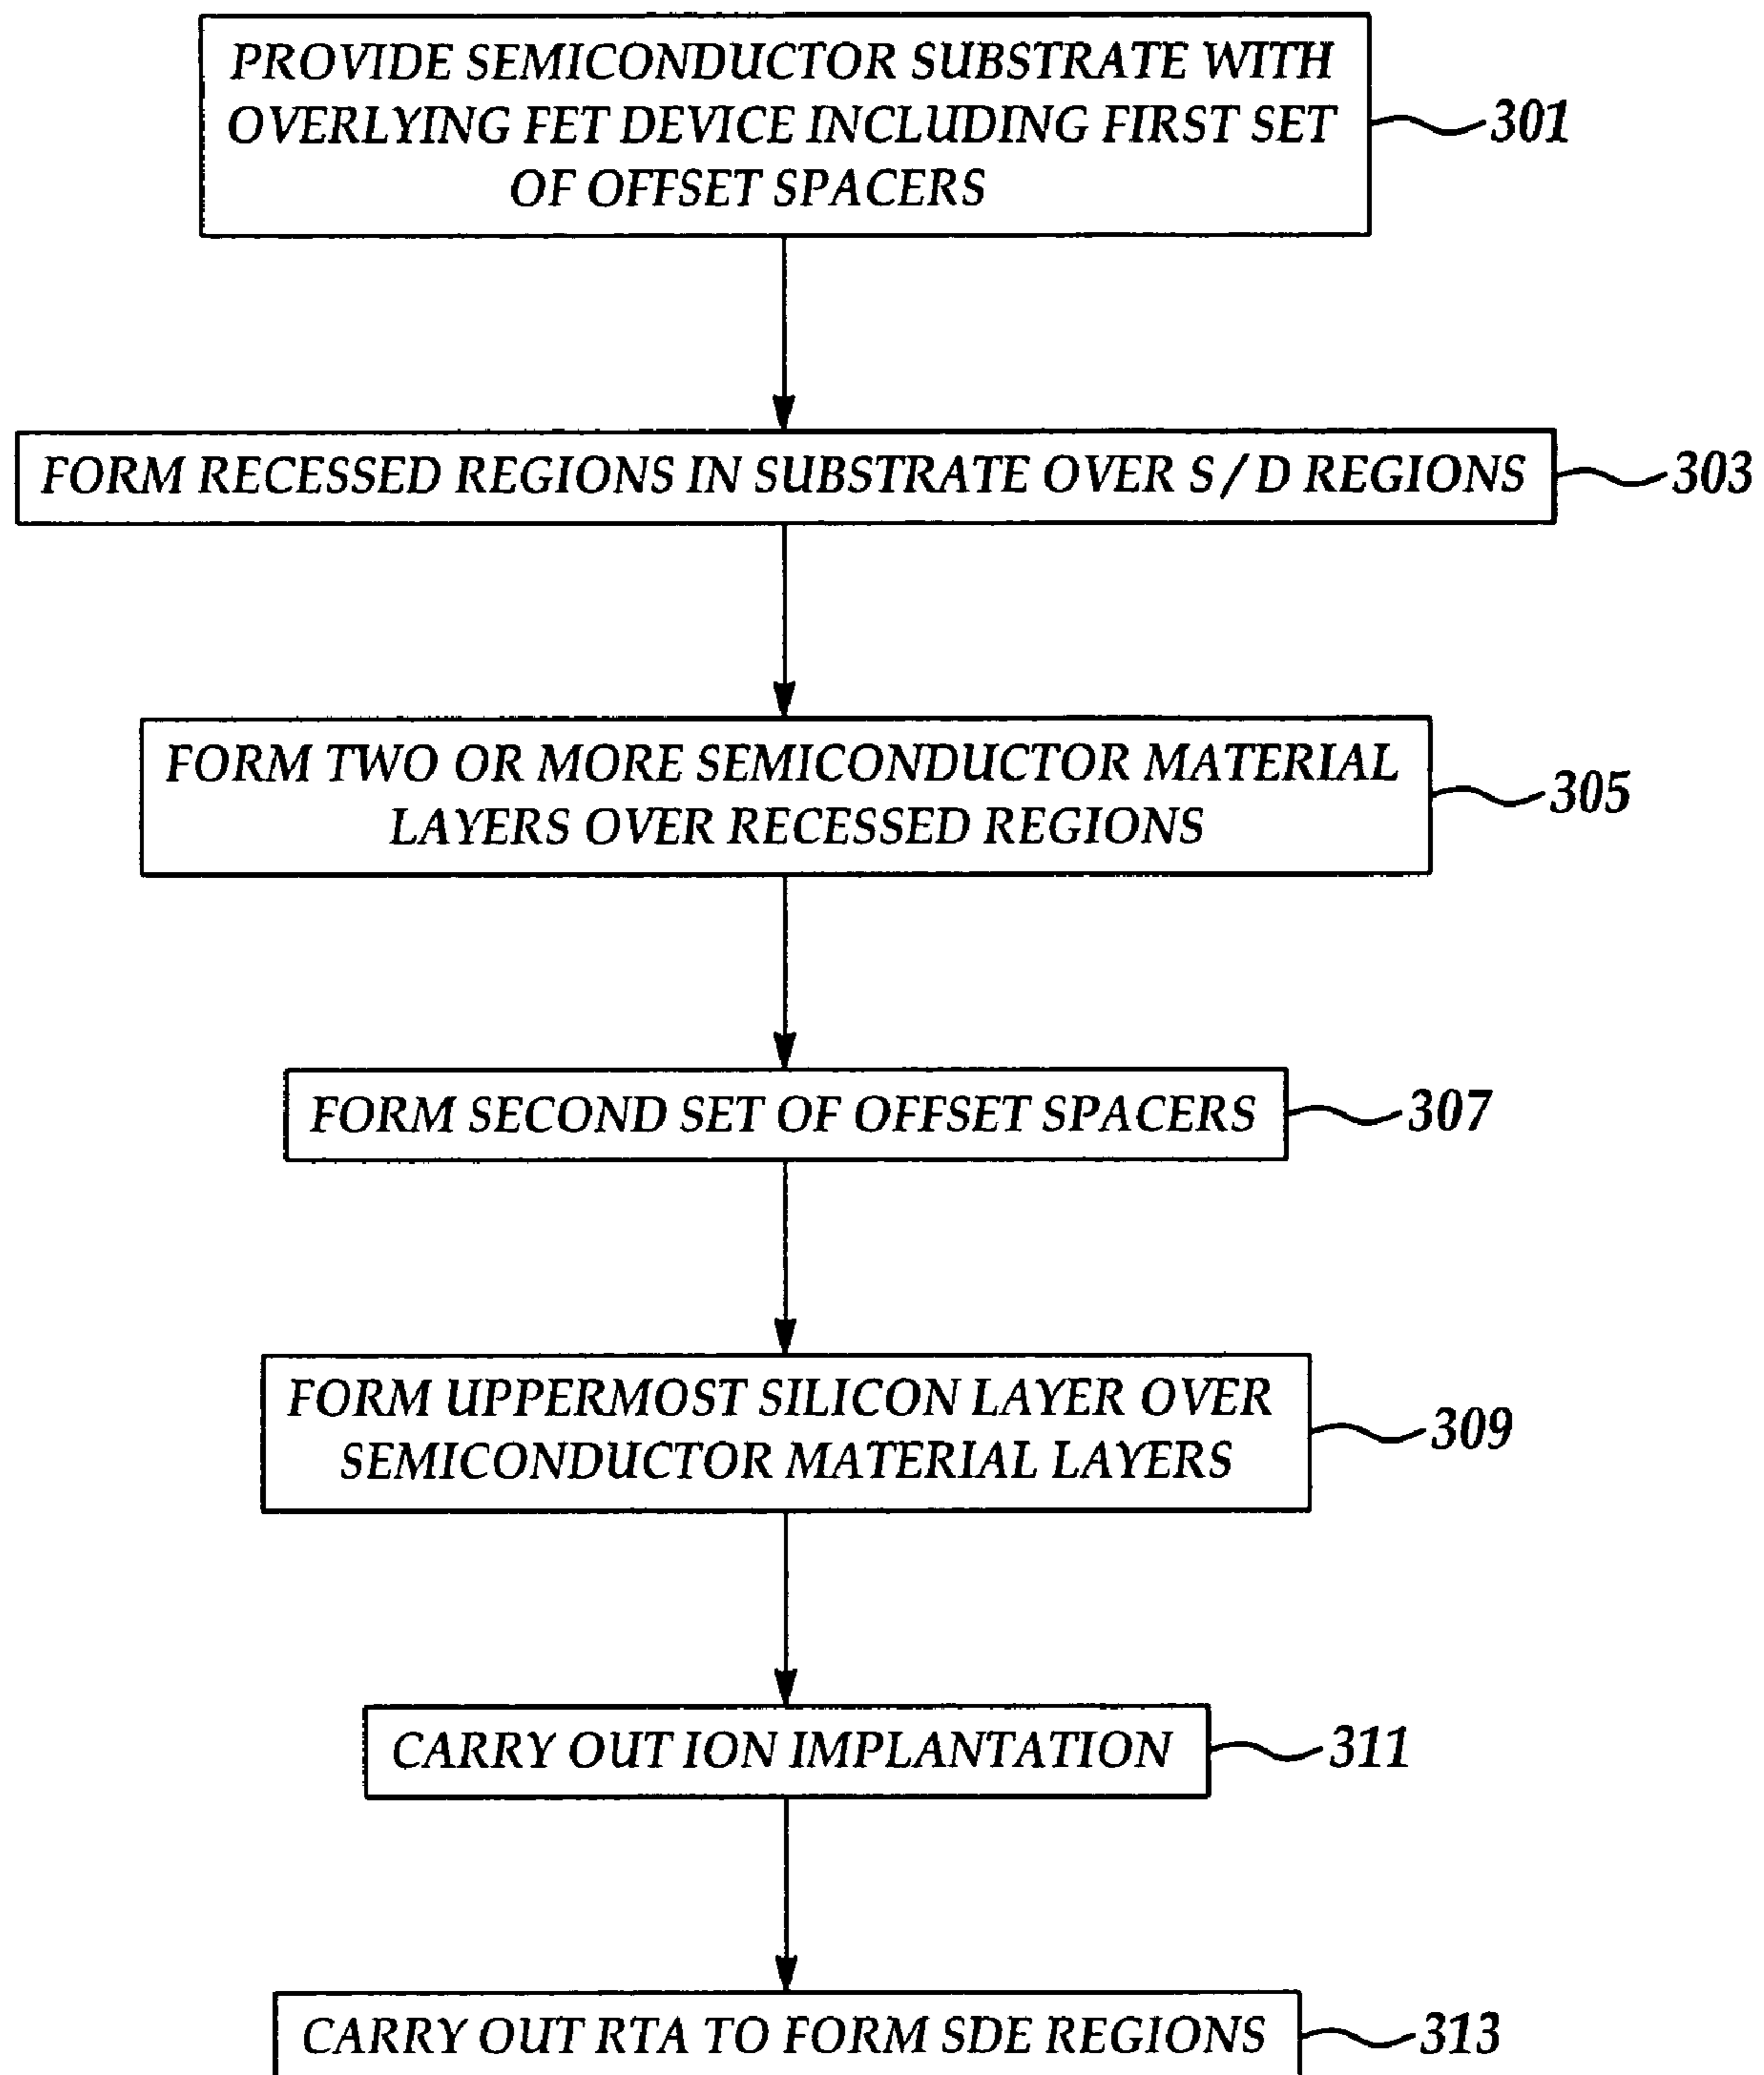 PROVIDE SEMICONDUCTOR SUBSTRATE WITH
OVERLYING FET DEVICE INCLUDING FIRST SET
OF OFFSET SPACERS
301
FORM RECESSED REGIONS IN SUBSTRATE OVER S/D REGIONS
303
FORM TWO OR MORE SEMICONDUCTOR MATERIAL
LAYERS OVER RECESSED REGIONS
305
FORM SECOND SET OF OFFSET SPACERS
307
FORM UPPERMOST SILICON LAYER OVER
SEMICONDUCTOR MATERIAL LAYERS
309
CARRY OUT ION IMPLANTATION
311
CARRY OUT RTA TO FORM SDE REGIONS
313